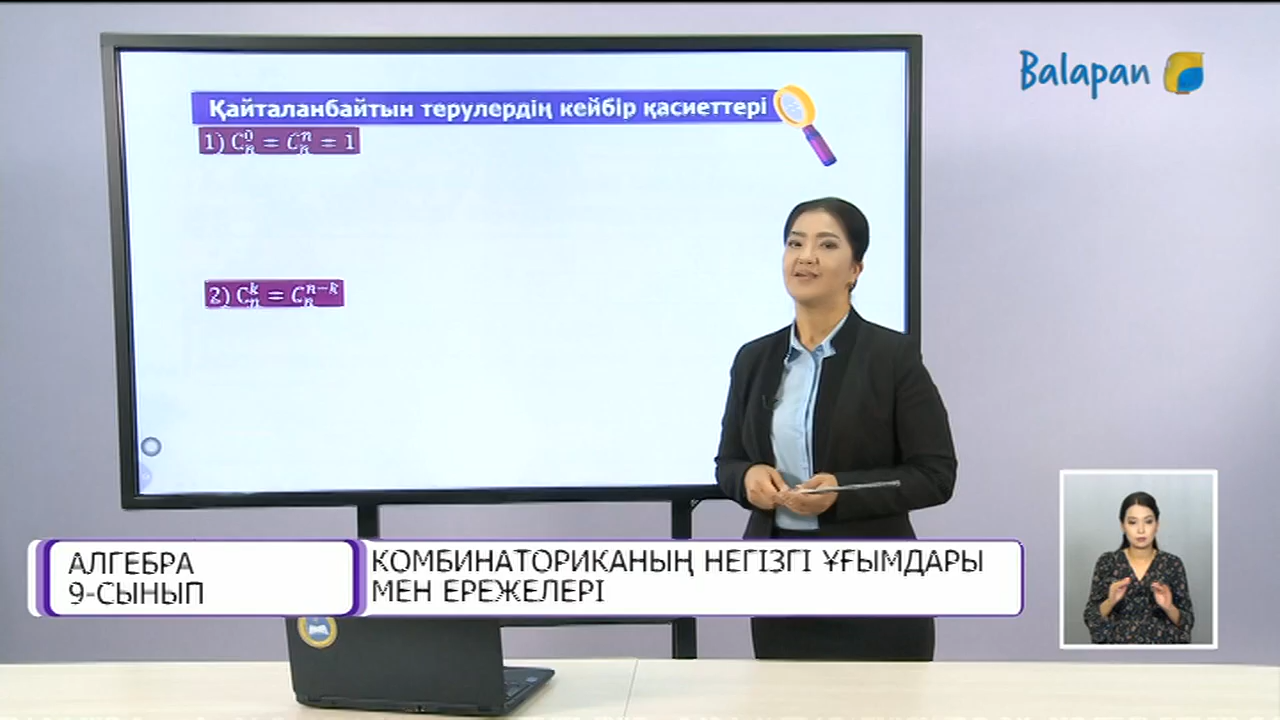 Balapan
Қайталанбайтын терулердің кейбір қасиеттері
1) C_n^0 = C_n^n = 1
2) C_n^k = C_n^{n-k}
АЛГЕБРА
9-СЫНЫП
КОМБИНАТОРИКАНЫҢ НЕГІЗГІ ҰҒЫМДАРЫ
МЕН ЕРЕЖЕЛЕРІ